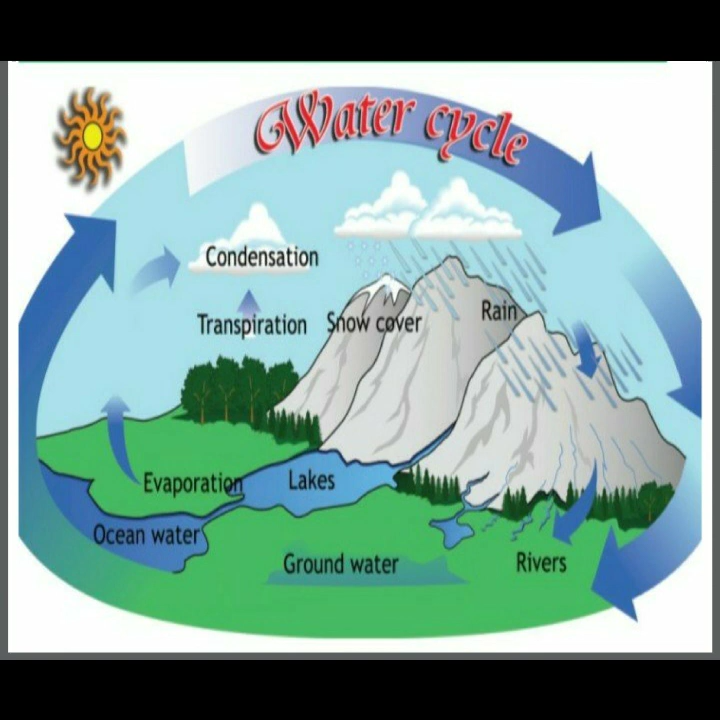 Water cycle
Condensation
Transpiration
Snow cover
Rain
Evaporation
Lakes
Ocean water
Ground water
Rivers